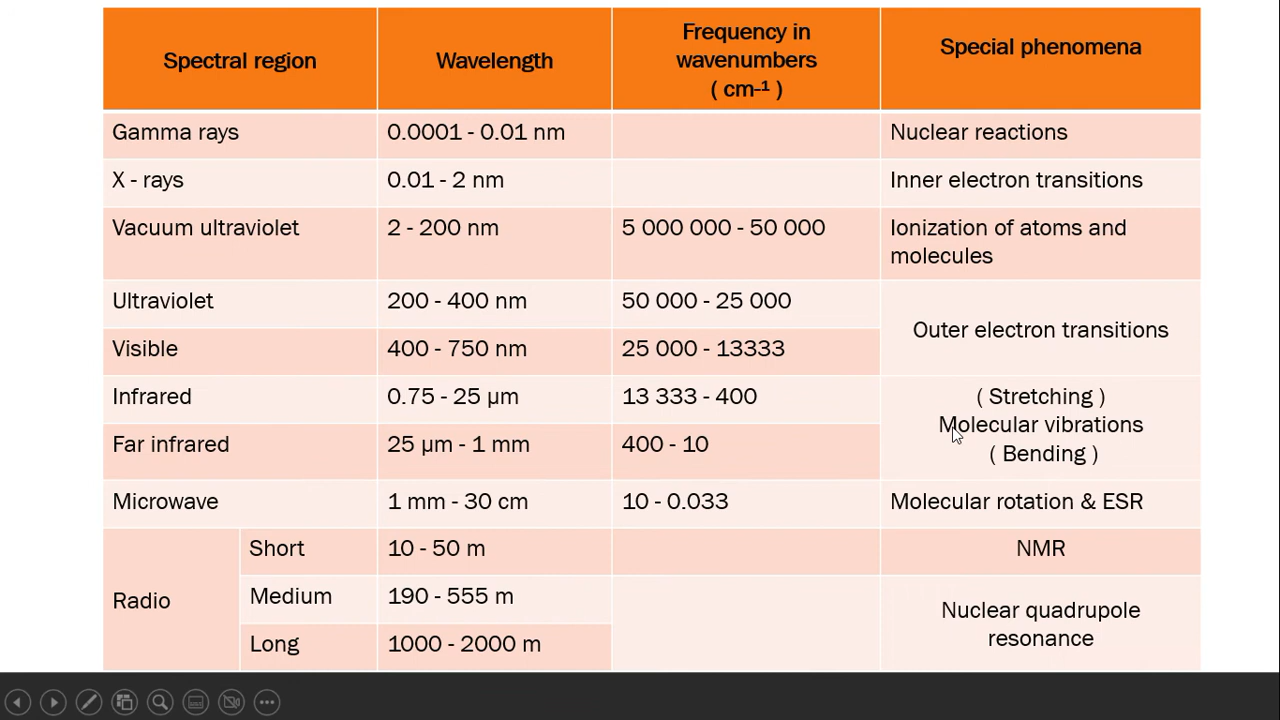 Spectral region
Wavelength
Frequency in
wavenumbers
( cm-¹ )
Special phenomena
Gamma rays
0.0001 - 0.01 nm
Nuclear reactions
X - rays
0.01 - 2 nm
Inner electron transitions
Vacuum ultraviolet
2 - 200 nm
5 000 000 - 50 000
Ionization of atoms and
molecules
Ultraviolet
200 - 400 nm
50 000 - 25 000
Outer electron transitions
Visible
400 - 750 nm
25 000 - 13333
Infrared
0.75 - 25 µm
13 333 - 400
( Stretching )
Molecular vibrations
( Bending )
Far infrared
25 µm - 1 mm
400 - 10
Microwave
1 mm - 30 cm
10 - 0.033
Molecular rotation & ESR
Radio
Short
10 - 50 m
NMR
Medium
190 - 555 m
Nuclear quadrupole
resonance
Long
1000 - 2000 m